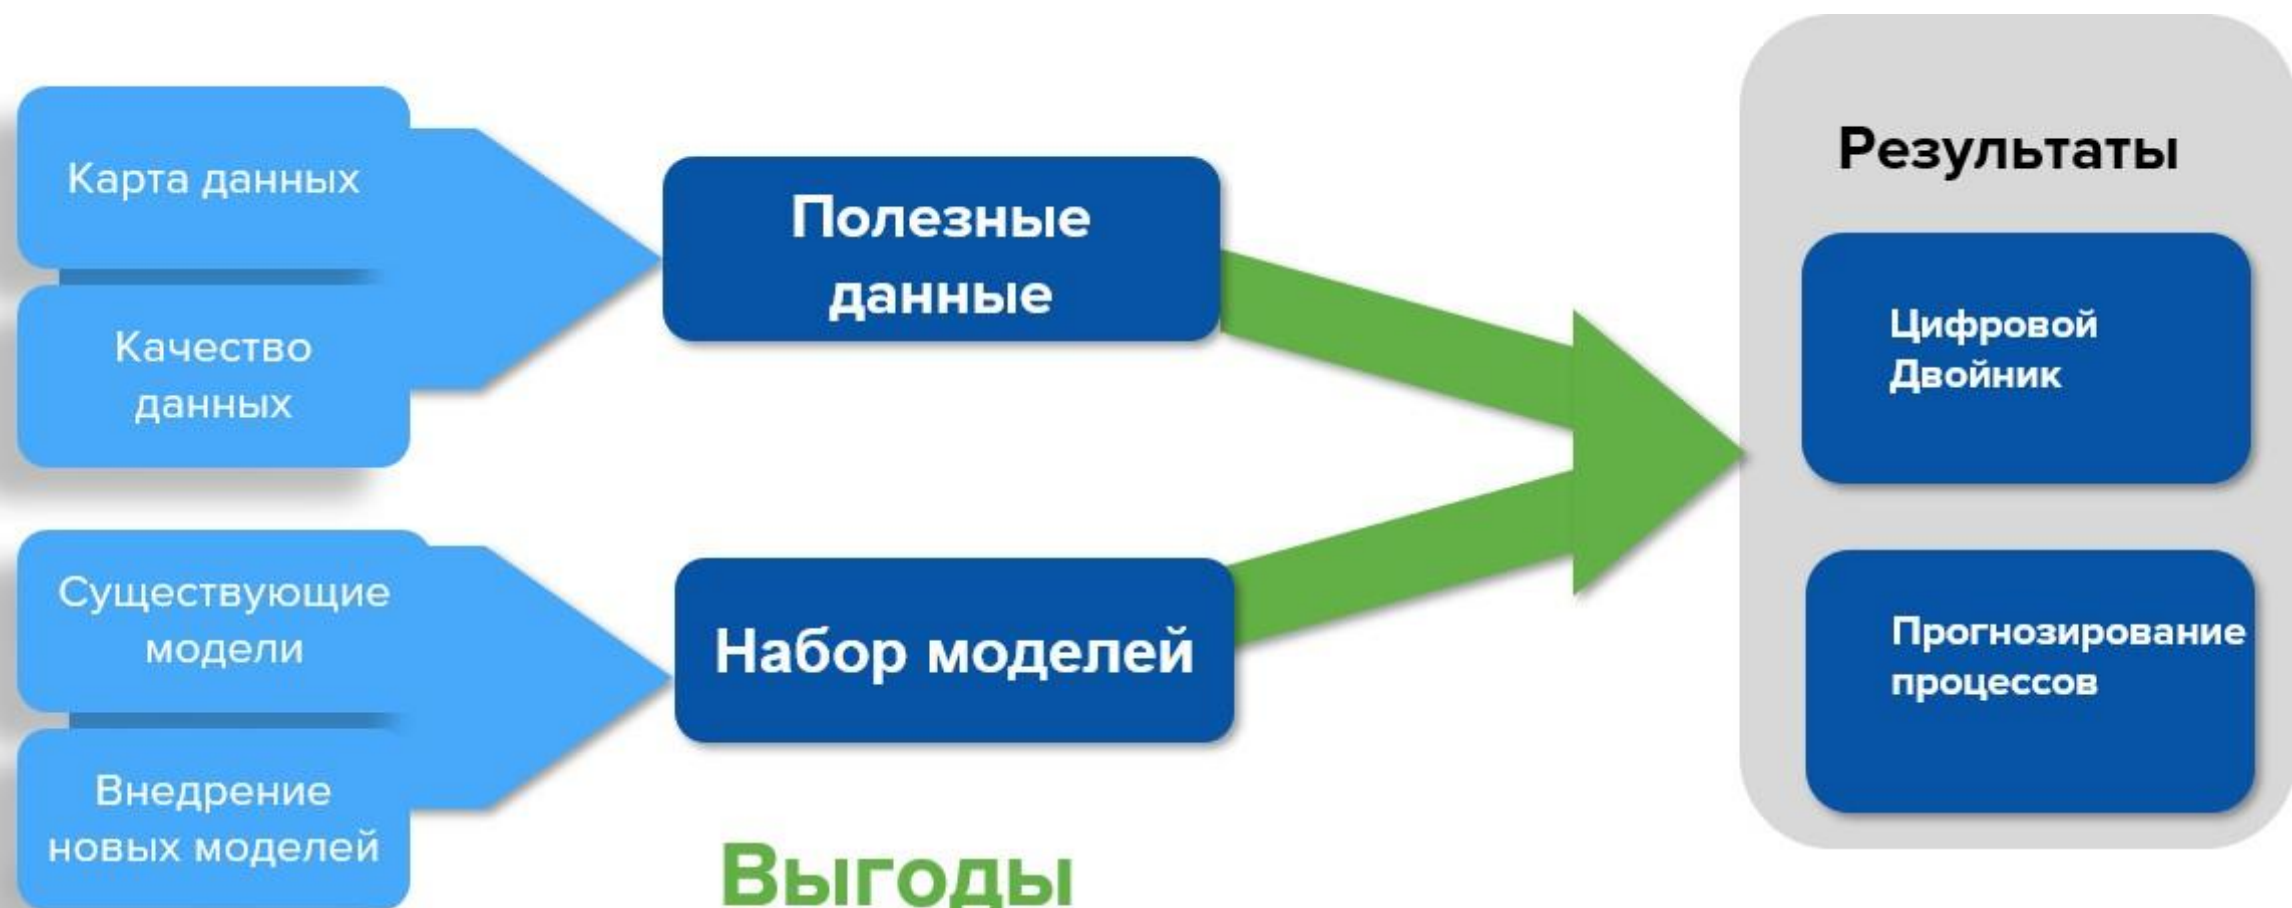 Карта данных
Качество
данных
Существующие
модели
Внедрение
новых моделей
Полезные
данные
Набор моделей
Выгоды
Результаты
Цифровой
Двойник
Прогнозирование
процессов